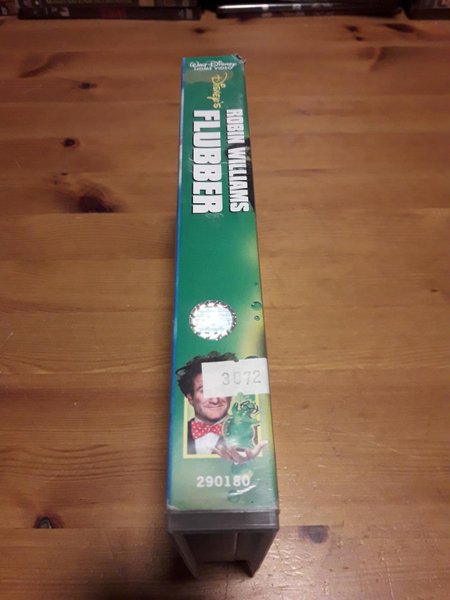 Walt Disney
HOME VIDEO
Disney's
ROBIN WILLIAMS
FLUBBER
3072
290180